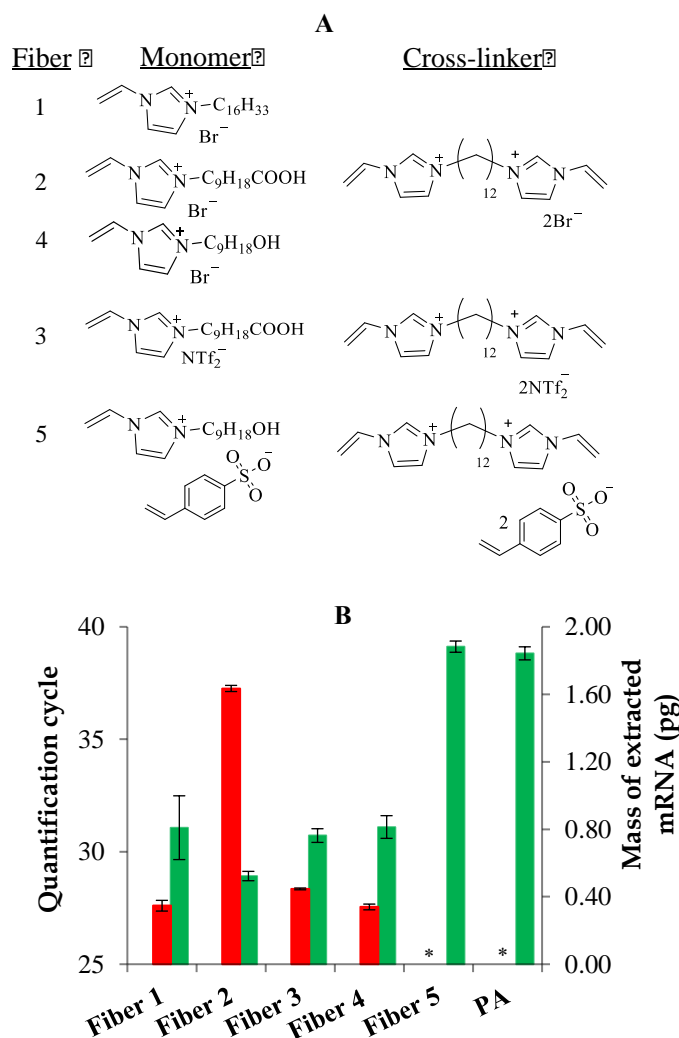 A
Fiber � Monomer� Cross-linker�
1
N N + C₁₆H₃₃
Br⁻
2
N N + C₉H₁₈COOH
Br⁻
N + ( ) 12 + N N N
2Br⁻
4
N N + C₉H₁₈OH
Br⁻
3
N N + C₉H₁₈COOH
NTf₂⁻
N N + ( ) 12 + N N
2NTf₂⁻
5
N N + C₉H₁₈OH
O S O⁻ O
N N + ( ) 12 + N N
2 O S O⁻ O
B
Quantification cycle
40
35
30
25
Mass of extracted
mRNA (pg)
2.00
1.60
1.20
0.80
0.40
0.00
* *
Fiber 1 Fiber 2 Fiber 3 Fiber 4 Fiber 5 PA